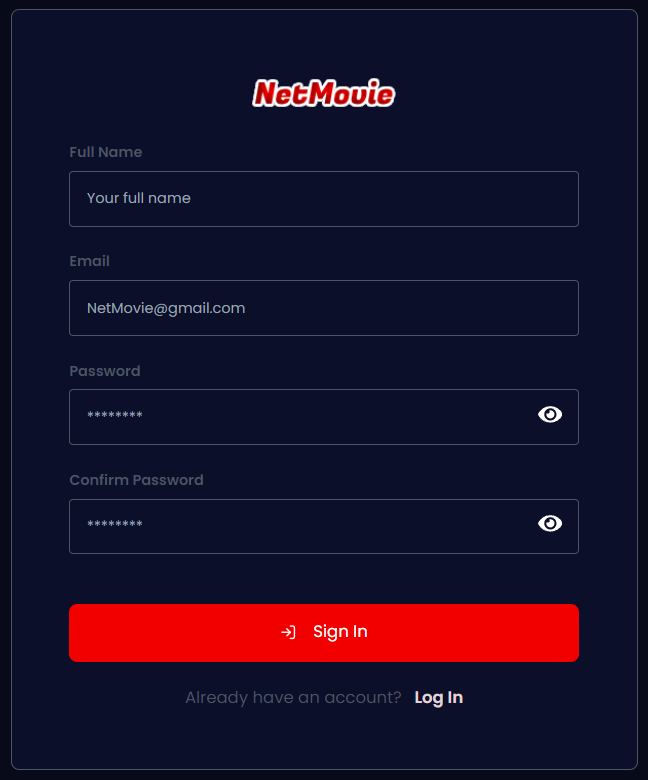 NetMovie
Full Name
Your full name
Email
NetMovie@gmail.com
Password
********
Confirm Password
********
Sign In
Already have an account? Log In